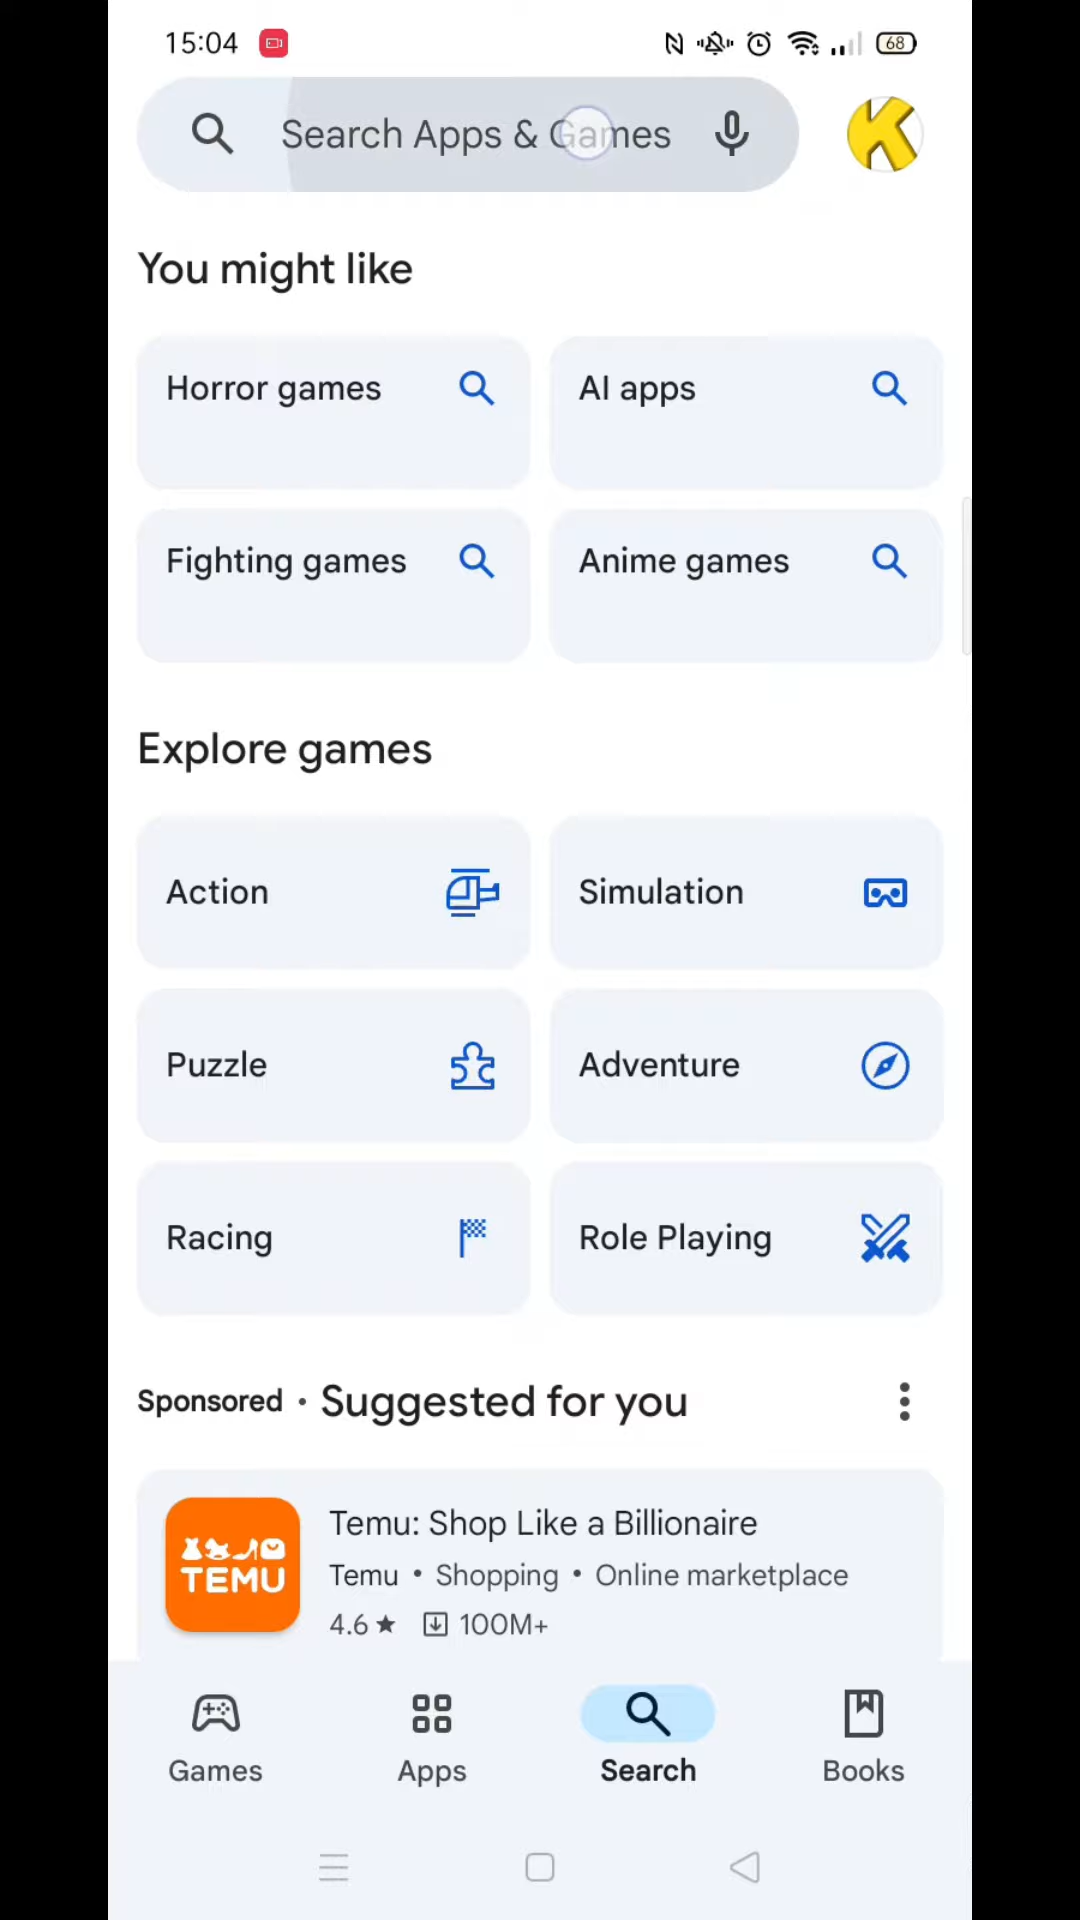 15:04
68
Search Apps & Games
K
You might like
Horror games
AI apps
Fighting games
Anime games
Explore games
Action
Simulation
Puzzle
Adventure
Racing
Role Playing
Sponsored • Suggested for you
TEMU
Temu: Shop Like a Billionaire
Temu • Shopping • Online marketplace
4.6★ 100M+
Games
Apps
Search
Books